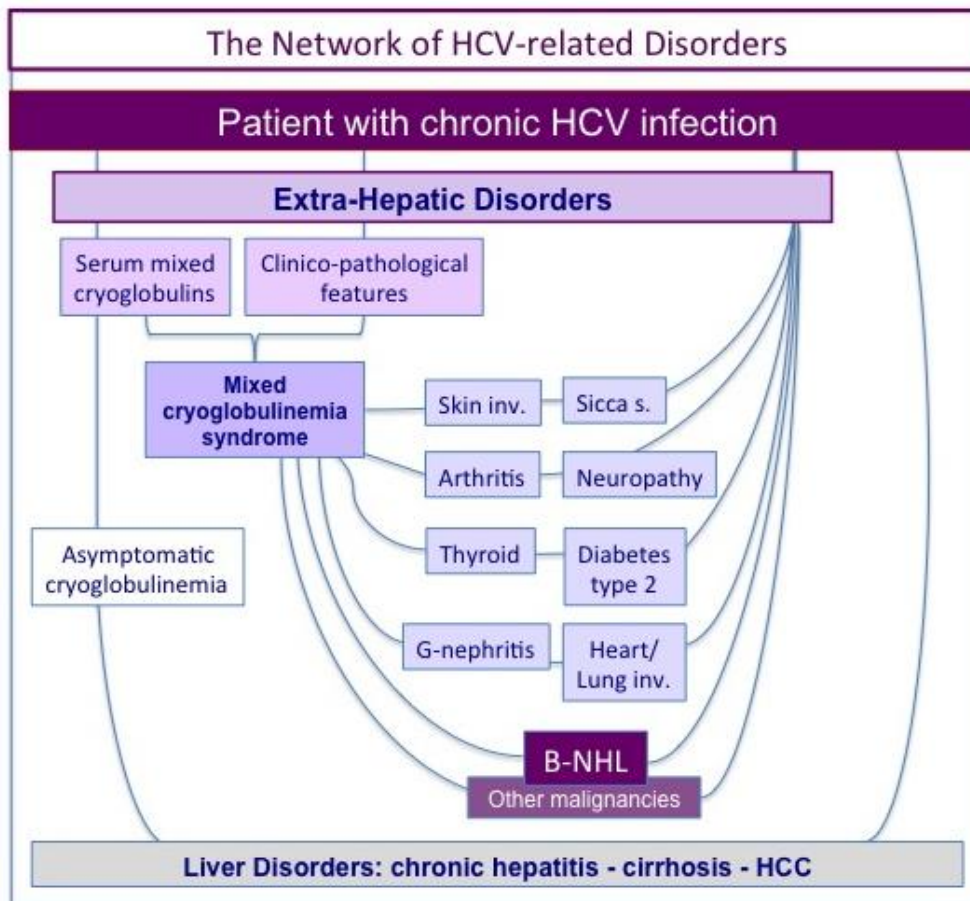 The Network of HCV-related Disorders
Patient with chronic HCV infection
Extra-Hepatic Disorders
Serum mixed
cryoglobulins
Clinico-pathological
features
Mixed
cryoglobulinemia
syndrome
Skin inv.
Sicca s.
Arthritis
Neuropathy
Thyroid
Diabetes
type 2
Asymptomatic
cryoglobulinemia
G-nephritis
Heart/
Lung inv.
B-NHL
Other malignancies
Liver Disorders: chronic hepatitis - cirrhosis - HCC